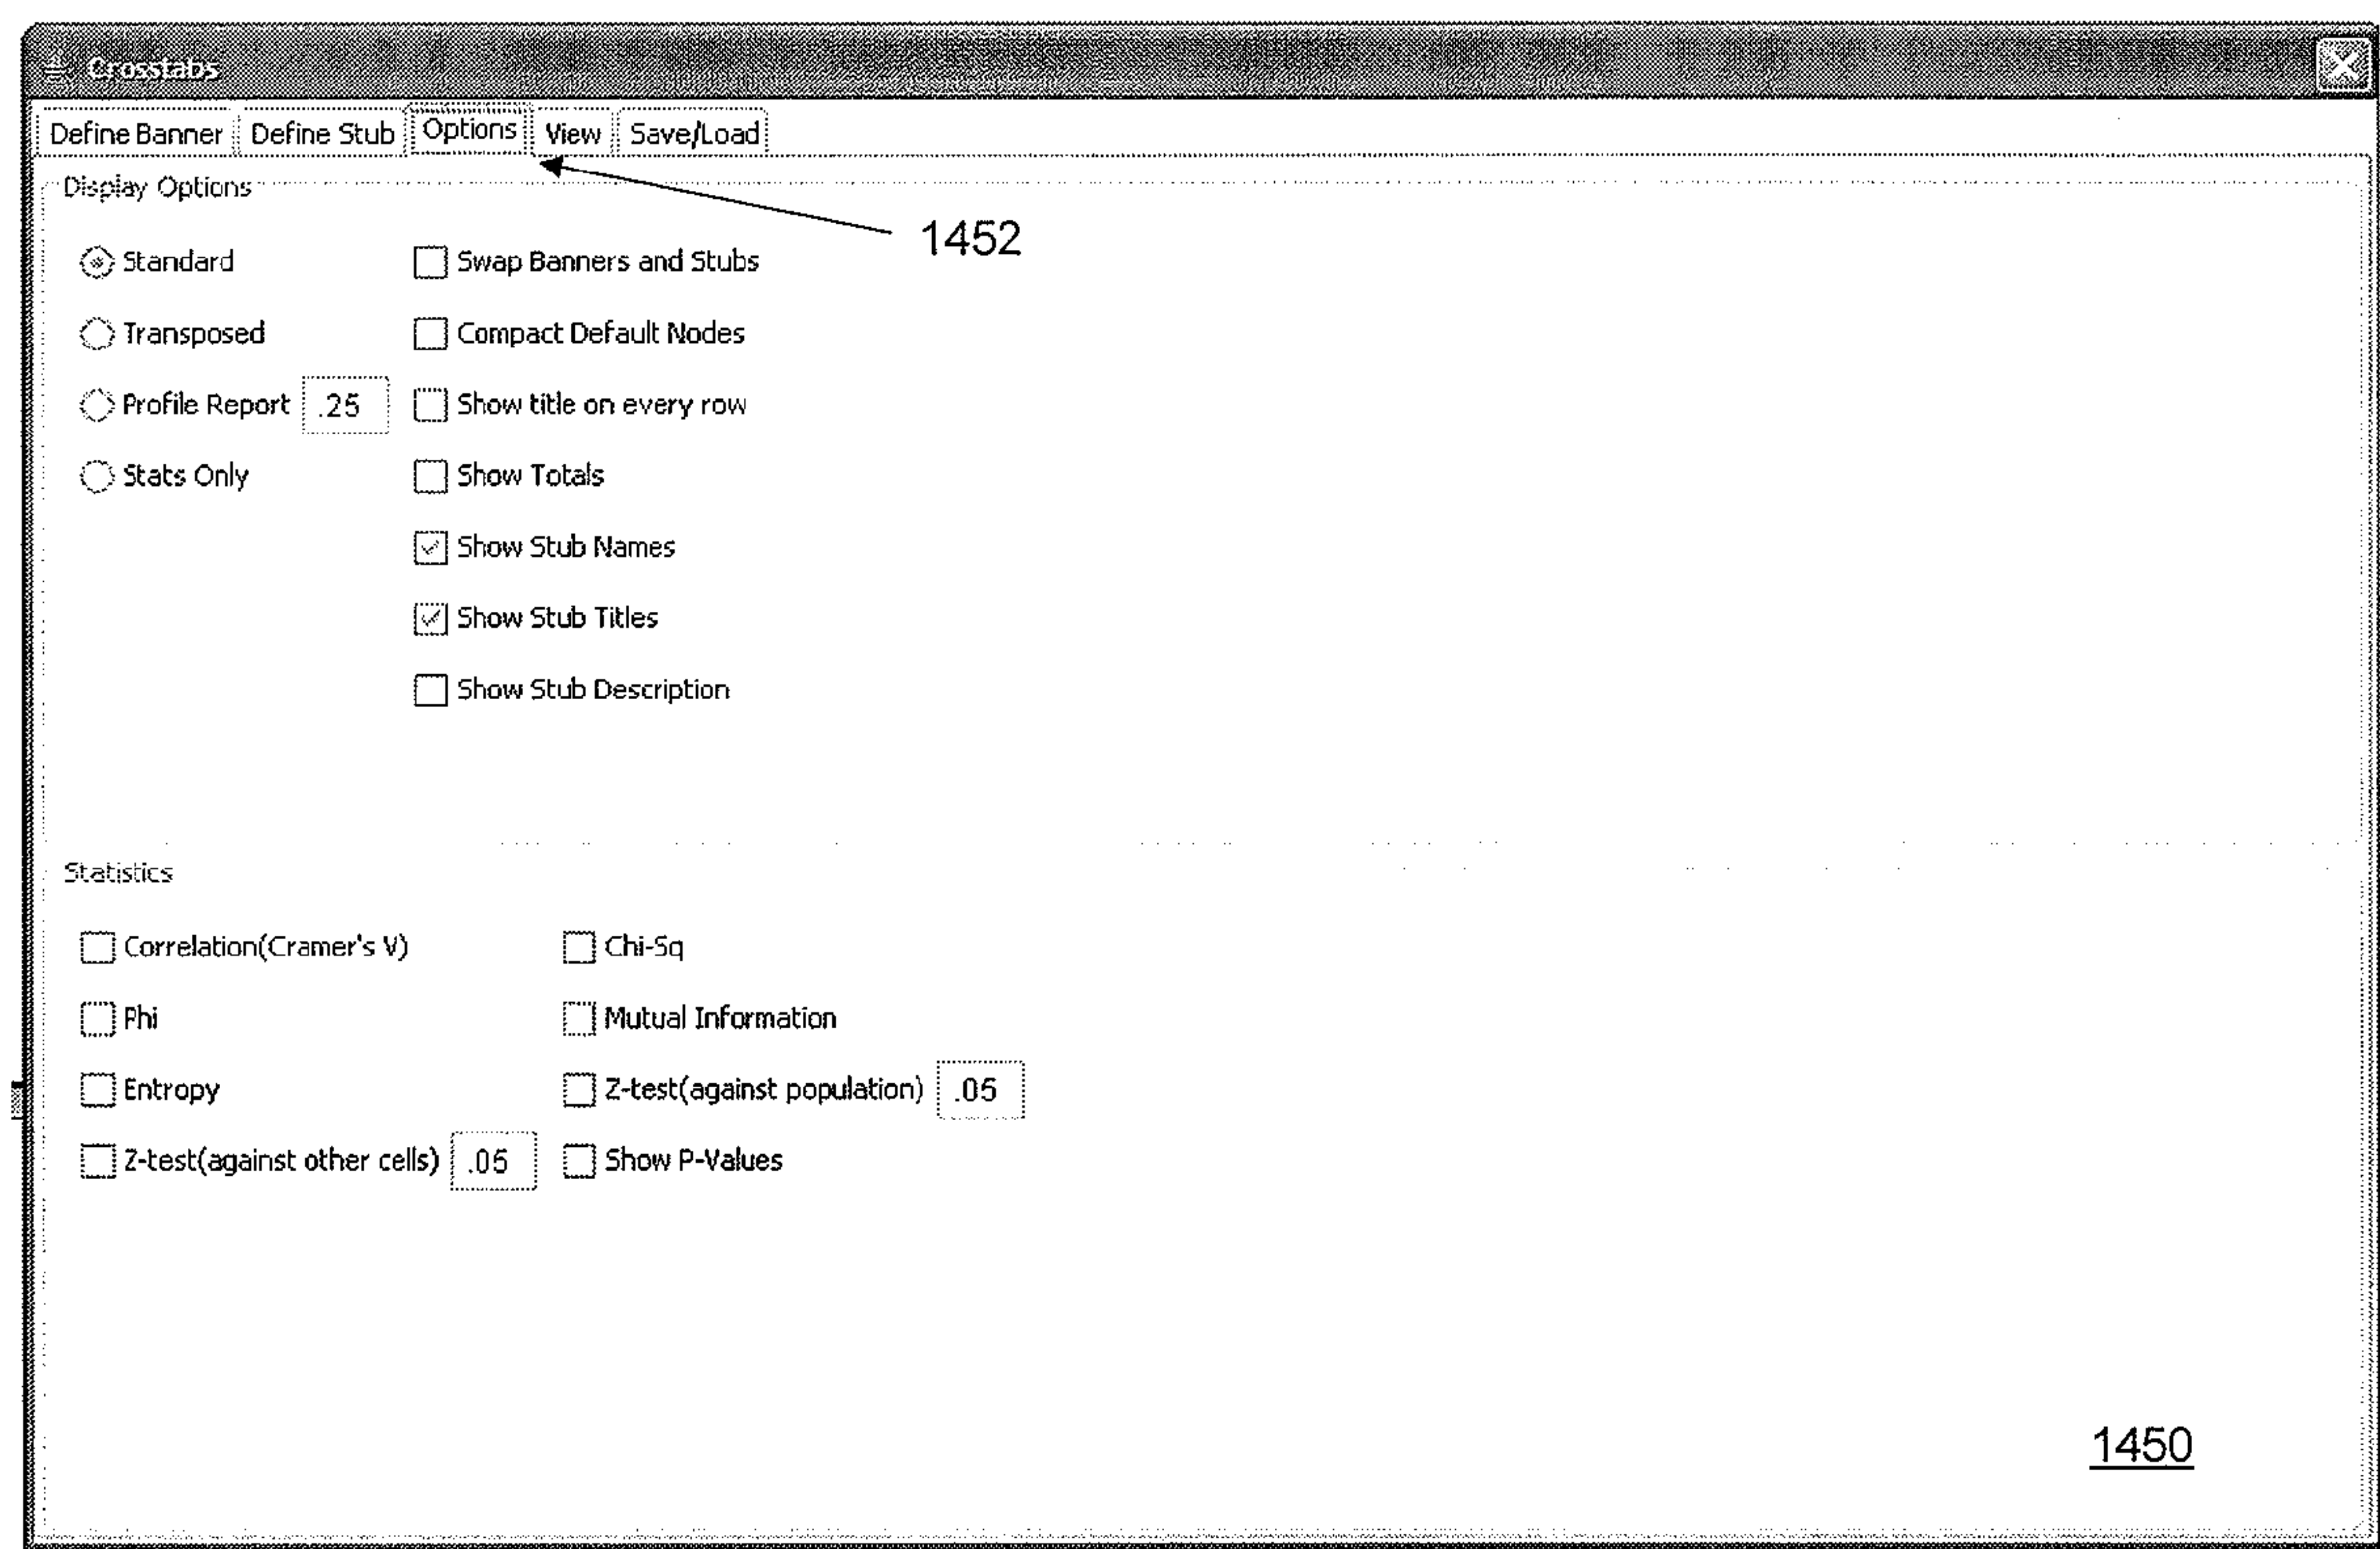 Crosstabs
Define Banner Define Stub Options View Save/Load
Display Options
1452
Standard Swap Banners and Stubs
Transposed Compact Default Nodes
Profile Report .25 Show title on every row
Stats Only Show Totals
Show Stub Names
Show Stub Titles
Show Stub Description
Statistics
Correlation(Cramer's V) Chi-Sq
Phi Mutual Information
Entropy Z-test(against population) .05
Z-test(against other cells) .05 Show P-Values
1450